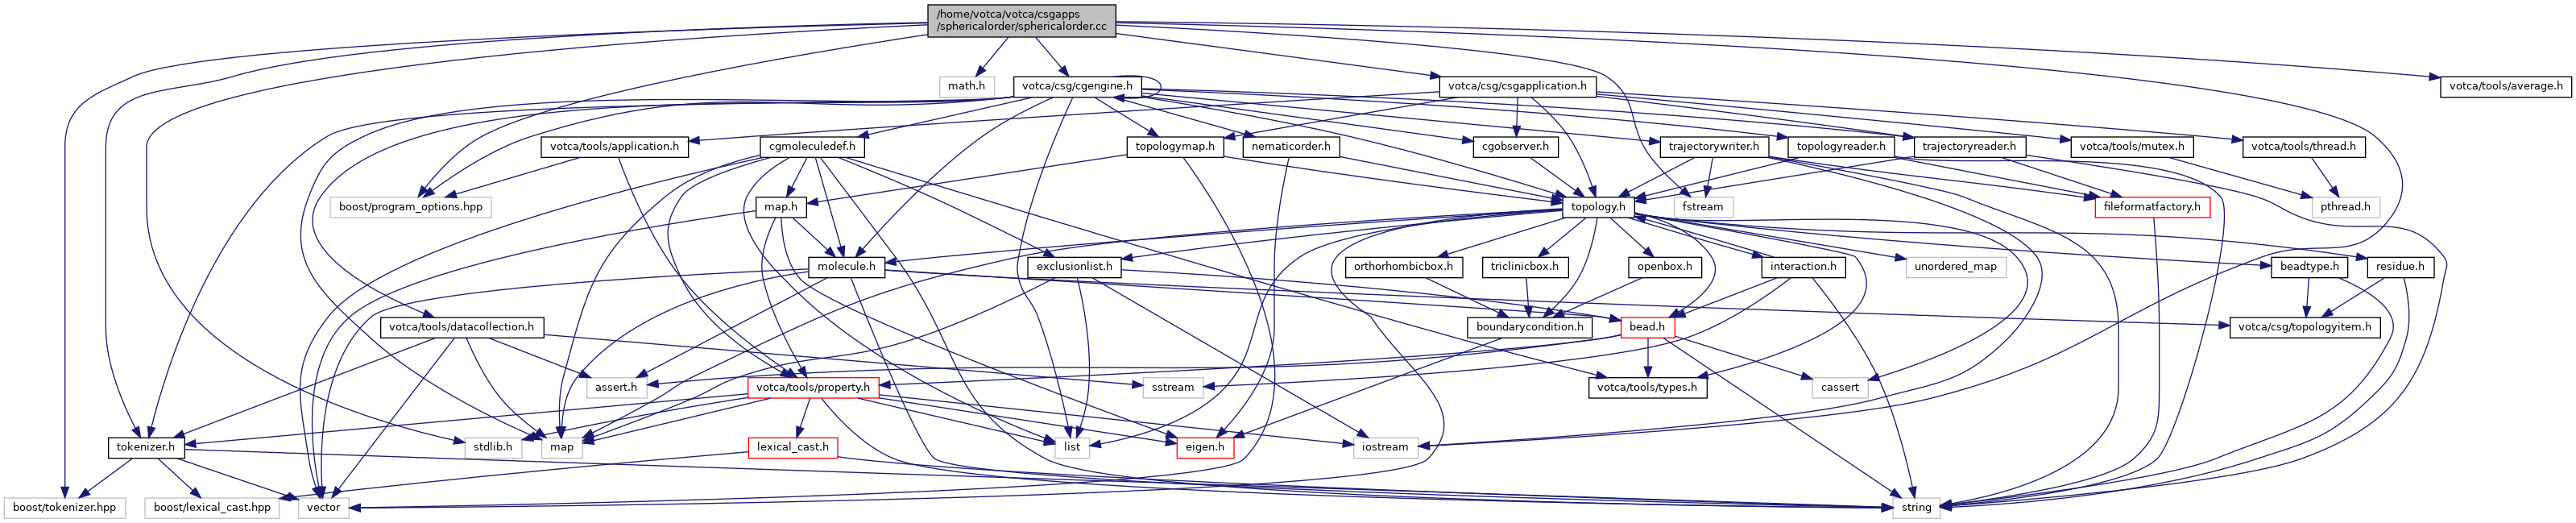 /home/votca/votca/csgapps
/sphericalorder/sphericalorder.cc
math.h
votca/csg/cgengine.h
votca/csg/csgapplication.h
votca/tools/average.h
votca/tools/application.h
cgmoleculedef.h
topologymap.h
nematicorder.h
cgobserver.h
trajectorywriter.h
topologyreader.h
trajectoryreader.h
votca/tools/mutex.h
votca/tools/thread.h
boost/program_options.hpp
map.h
topology.h
fstream
fileformatfactory.h
pthread.h
molecule.h
exclusionlist.h
orthorhombicbox.h
triclinicbox.h
openbox.h
interaction.h
unordered_map
beadtype.h
residue.h
votca/tools/datacollection.h
boundarycondition.h
bead.h
votca/csg/topologyitem.h
assert.h
votca/tools/property.h
sstream
votca/tools/types.h
cassert
tokenizer.h
stdlib.h
map
lexical_cast.h
list
eigen.h
iostream
boost/tokenizer.hpp
boost/lexical_cast.hpp
vector
string